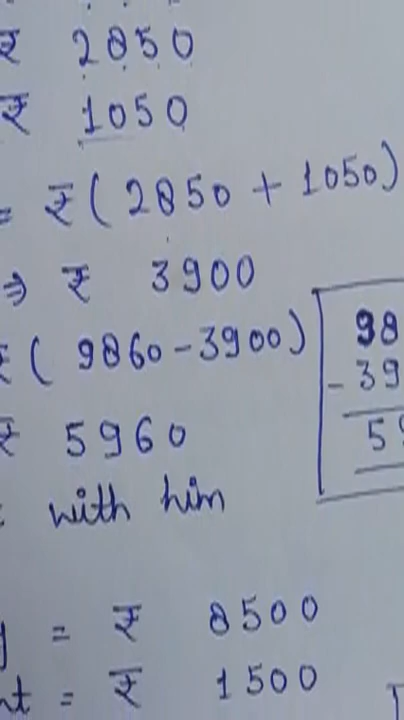 ₹ 2850
₹ 1050
= ₹ ( 2850 + 1050)
⇒ ₹ 3900
₹ ( 9860 - 3900)
₹ 5960
with him
98
- 39
5
= ₹ 8500
= ₹ 1500